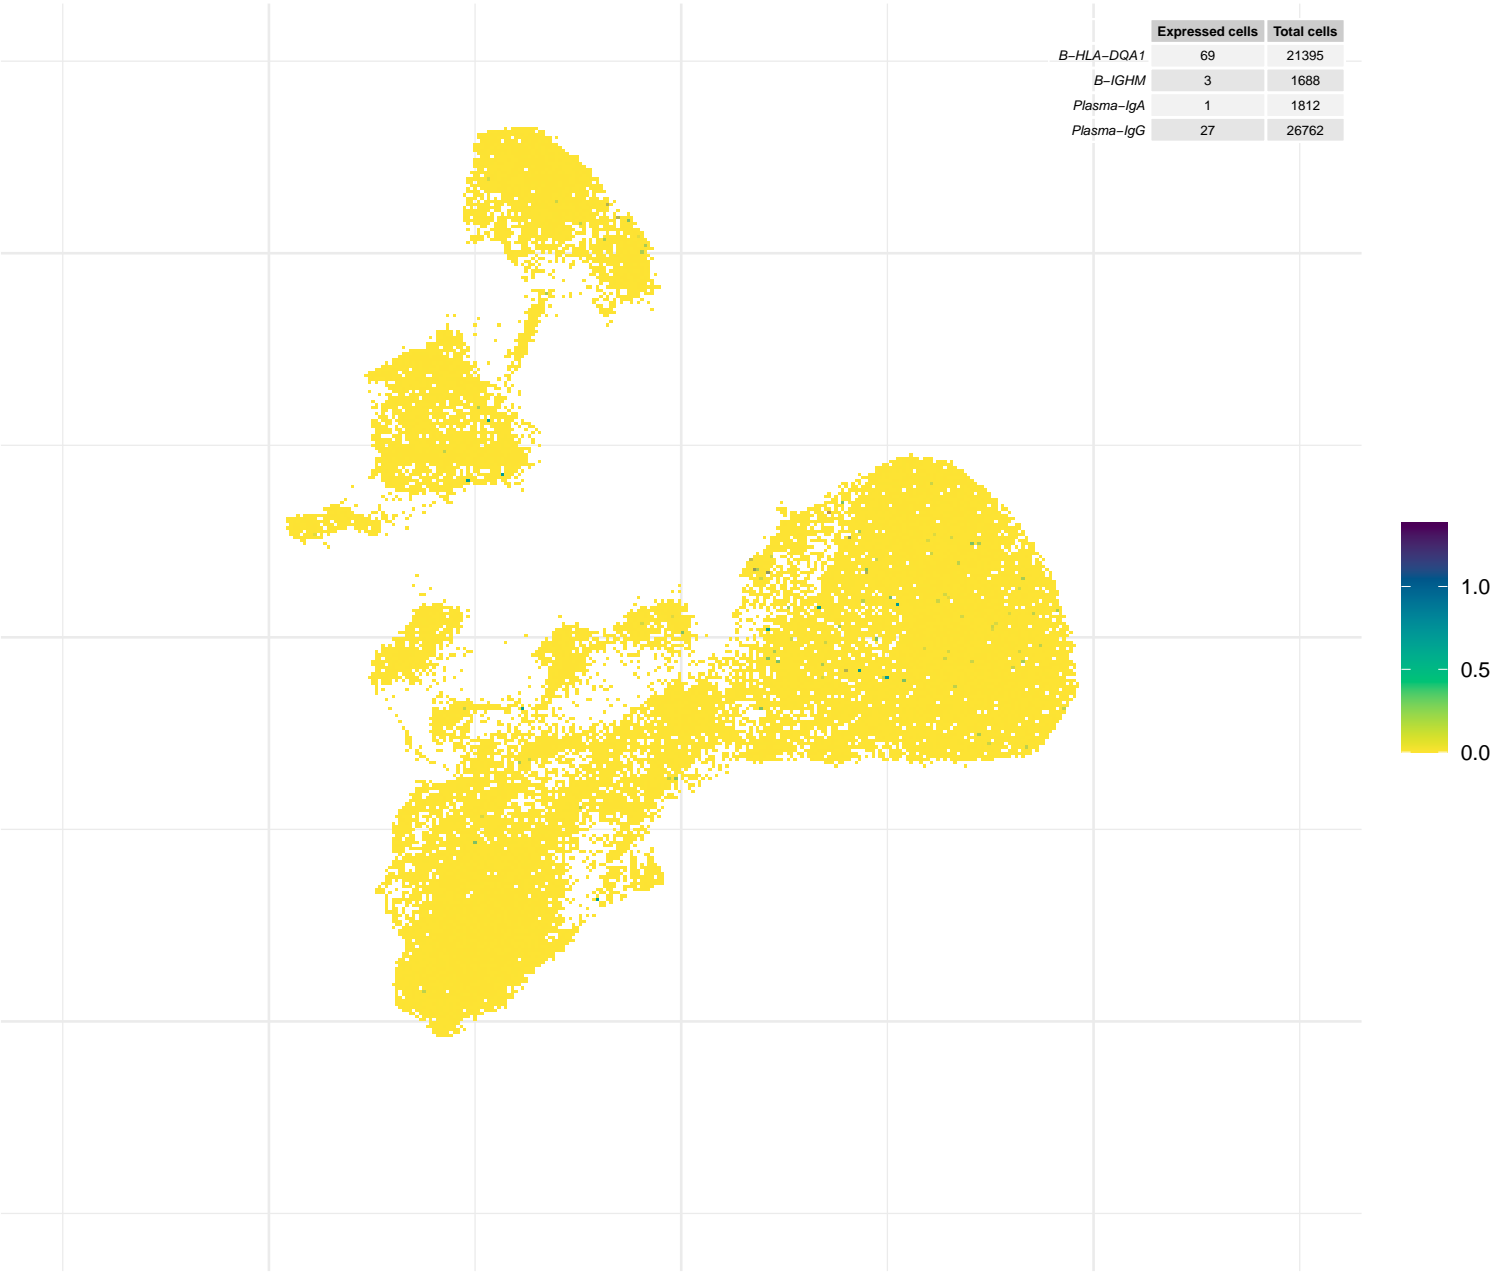 Expressed cells Total cells
B−HLA−DQA1 69 21395
B−IGHM 3 1688
Plasma−IgA 1 1812
Plasma−IgG 27 26762
1.0
0.5
0.0